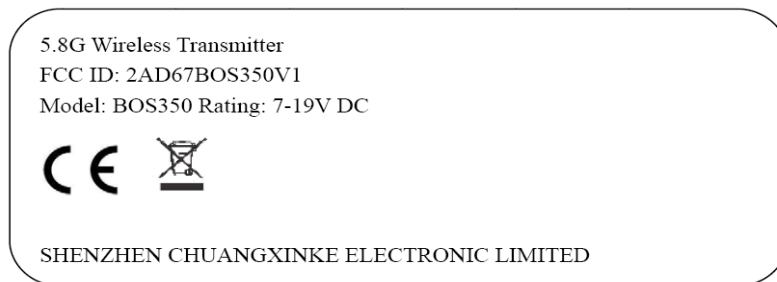 5.8G Wireless Transmitter
FCC ID: 2AD67BOS350V1
Model: BOS350 Rating: 7-19V DC
CE
SHENZHEN CHUANGXINKE ELECTRONIC LIMITED